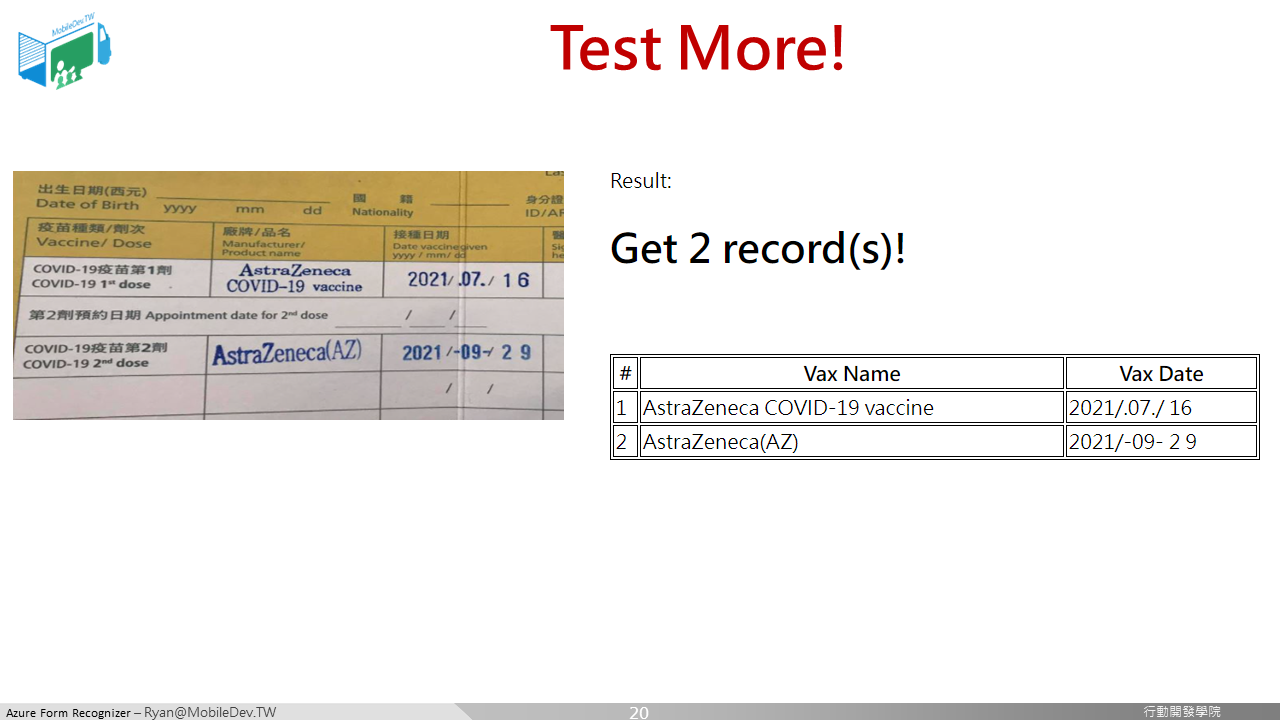 MobileDev.TW
Test More!
出生日期(西元)
Date of Birth yyyy mm dd
國 籍
Nationality
身分證
疫苗種類/劑次
Vaccine/ Dose
廠牌/品名
Manufacturer/
Product name
接種日期
Date vaccine given
yyyy / mm/ dd
COVID-19疫苗第1劑
COVID-19 1st dose
AstraZeneca
COVID-19 vaccine
2021/.07./ 16
第2劑預約日期 Appointment date for 2nd dose / /
COVID-19疫苗第2劑
COVID-19 2nd dose
AstraZeneca(AZ)
2021 /-09-/ 2 9
/ /
Result:
Get 2 record(s)!
# Vax Name Vax Date
1 AstraZeneca COVID-19 vaccine 2021/.07./ 16
2 AstraZeneca(AZ) 2021/-09- 2 9
Azure Form Recognizer – Ryan@MobileDev.TW
20
行動開發學院